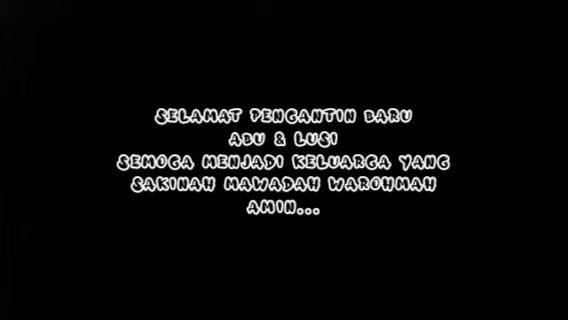 SELAMAT PENGANTIN BARU
ABU & LUSI
SEMOGA MENJADI KELUARGA YANG
SAKINAH MAWADAH WAROHMAH
AMIN...